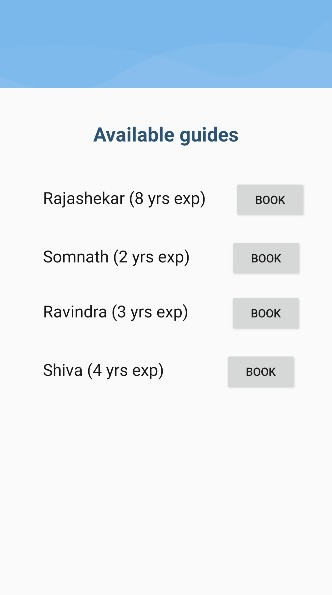 Available guides
Rajashekar (8 yrs exp) BOOK
Somnath (2 yrs exp) BOOK
Ravindra (3 yrs exp) BOOK
Shiva (4 yrs exp) BOOK